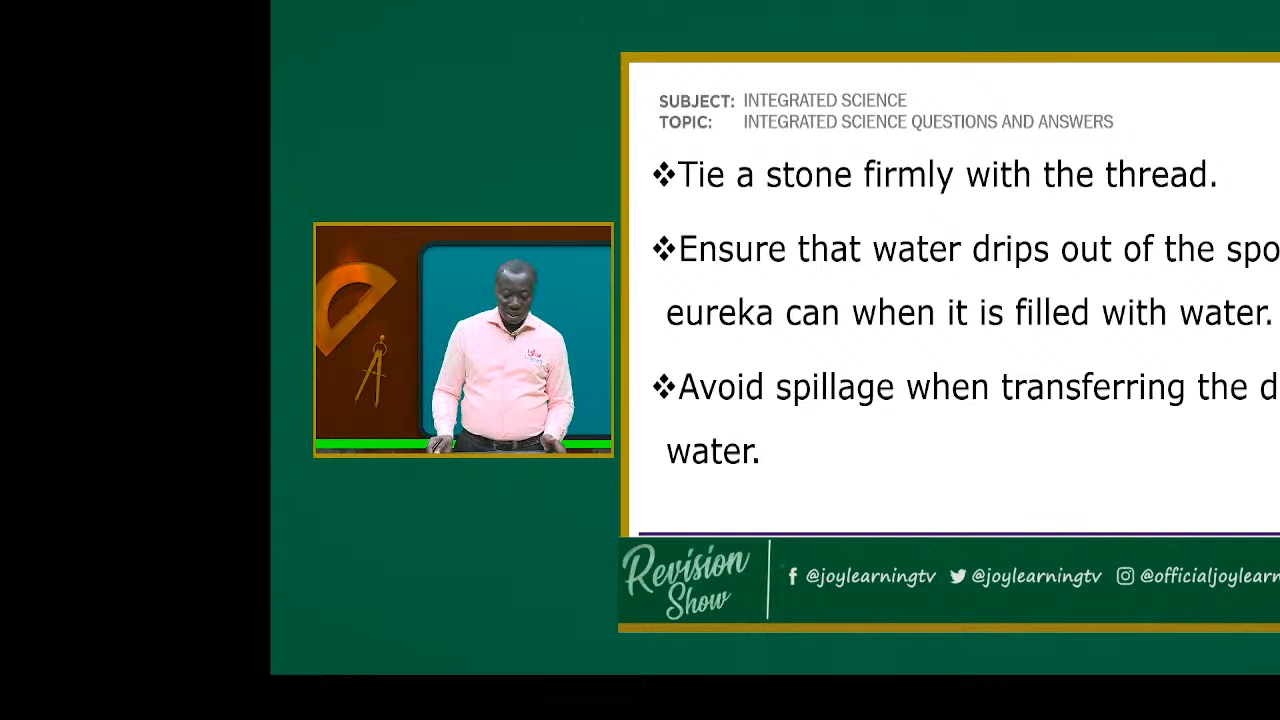 SUBJECT: INTEGRATED SCIENCE
TOPIC: INTEGRATED SCIENCE QUESTIONS AND ANSWERS
❖Tie a stone firmly with the thread.
❖Ensure that water drips out of the spo
eureka can when it is filled with water.
❖Avoid spillage when transferring the d
water.
Revision
Show
@joylearningtv @joylearningtv @officialjoylearn